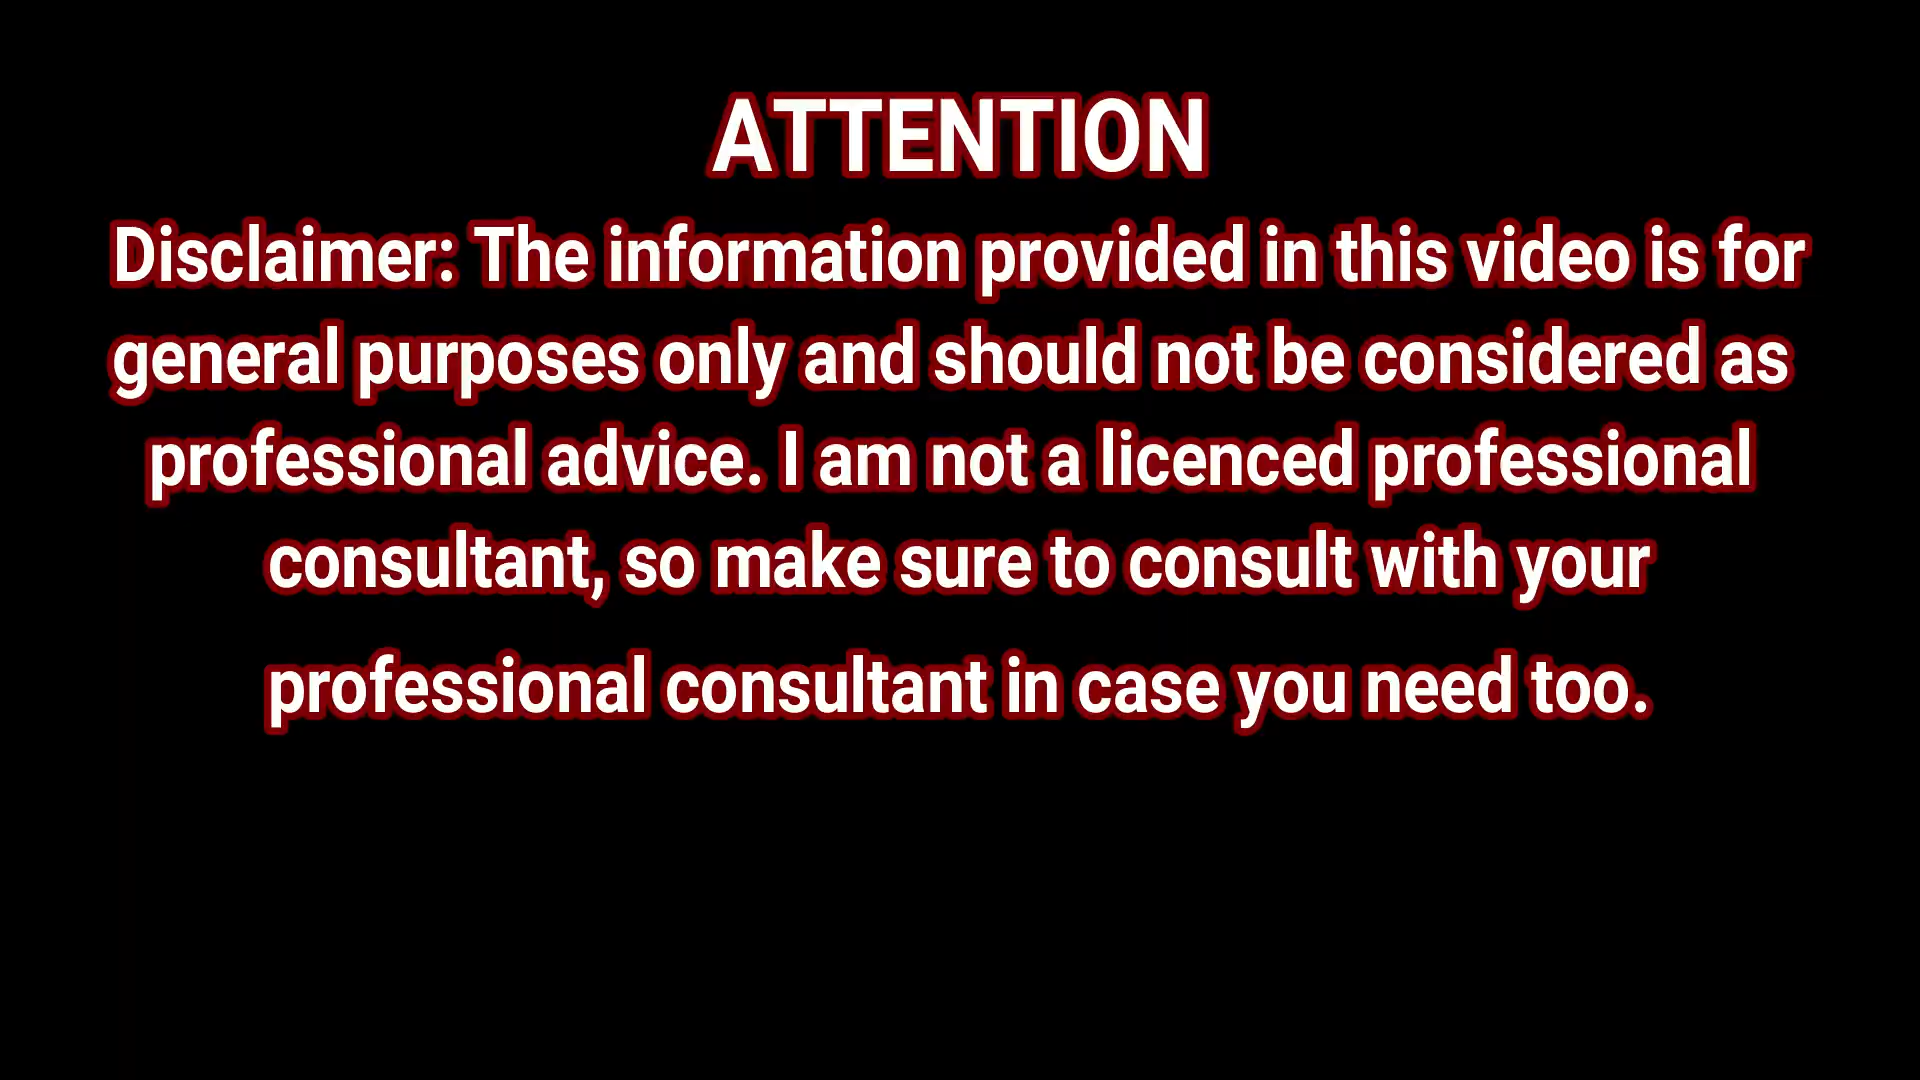 ATTENTION
Disclaimer: The information provided in this video is for
general purposes only and should not be considered as
professional advice. I am not a licenced professional
consultant, so make sure to consult with your
professional consultant in case you need too.